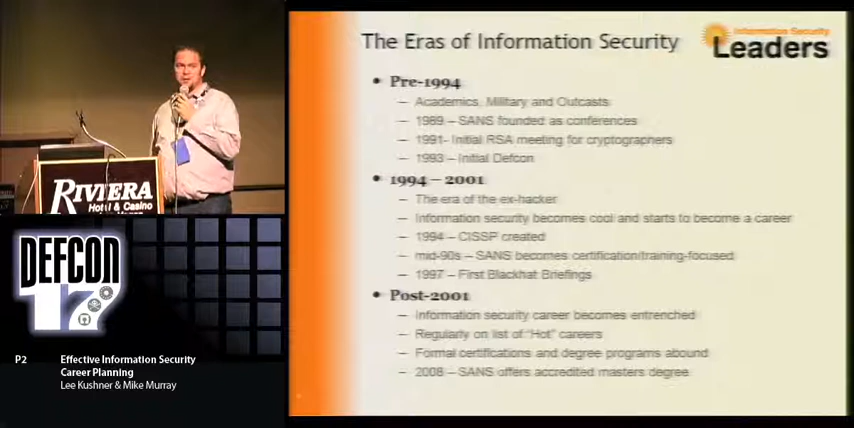 RIVIERA
Hotel & Casino
DEFCON
17
P2
Effective Information Security
Career Planning
Lee Kushner & Mike Murray
The Eras of Information Security
Information Security
Leaders
• Pre-1994
– Academics, Military and Outcasts
– 1989 – SANS founded as conferences
– 1991- Initial RSA meeting for cryptographers
– 1993 – Initial Defcon
• 1994 – 2001
– The era of the ex-hacker
– Information security becomes cool and starts to become a career
– 1994 – CISSP created
– mid-90s – SANS becomes certification/training-focused
– 1997 – First Blackhat Briefings
• Post-2001
– Information security career becomes entrenched
– Regularly on list of "Hot" careers
– Formal certifications and degree programs abound
– 2008 – SANS offers accredited masters degree